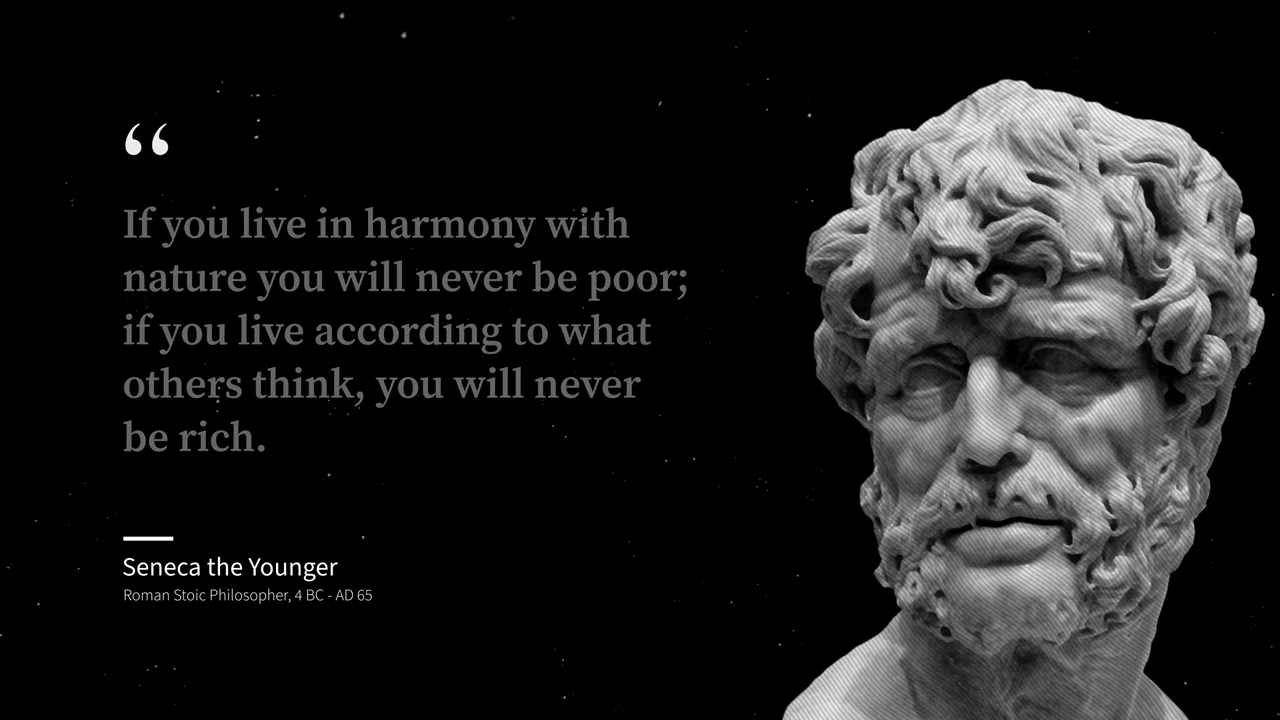 “
If you live in harmony with
nature you will never be poor;
if you live according to what
others think, you will never
be rich.
Seneca the Younger
Roman Stoic Philosopher, 4 BC - AD 65